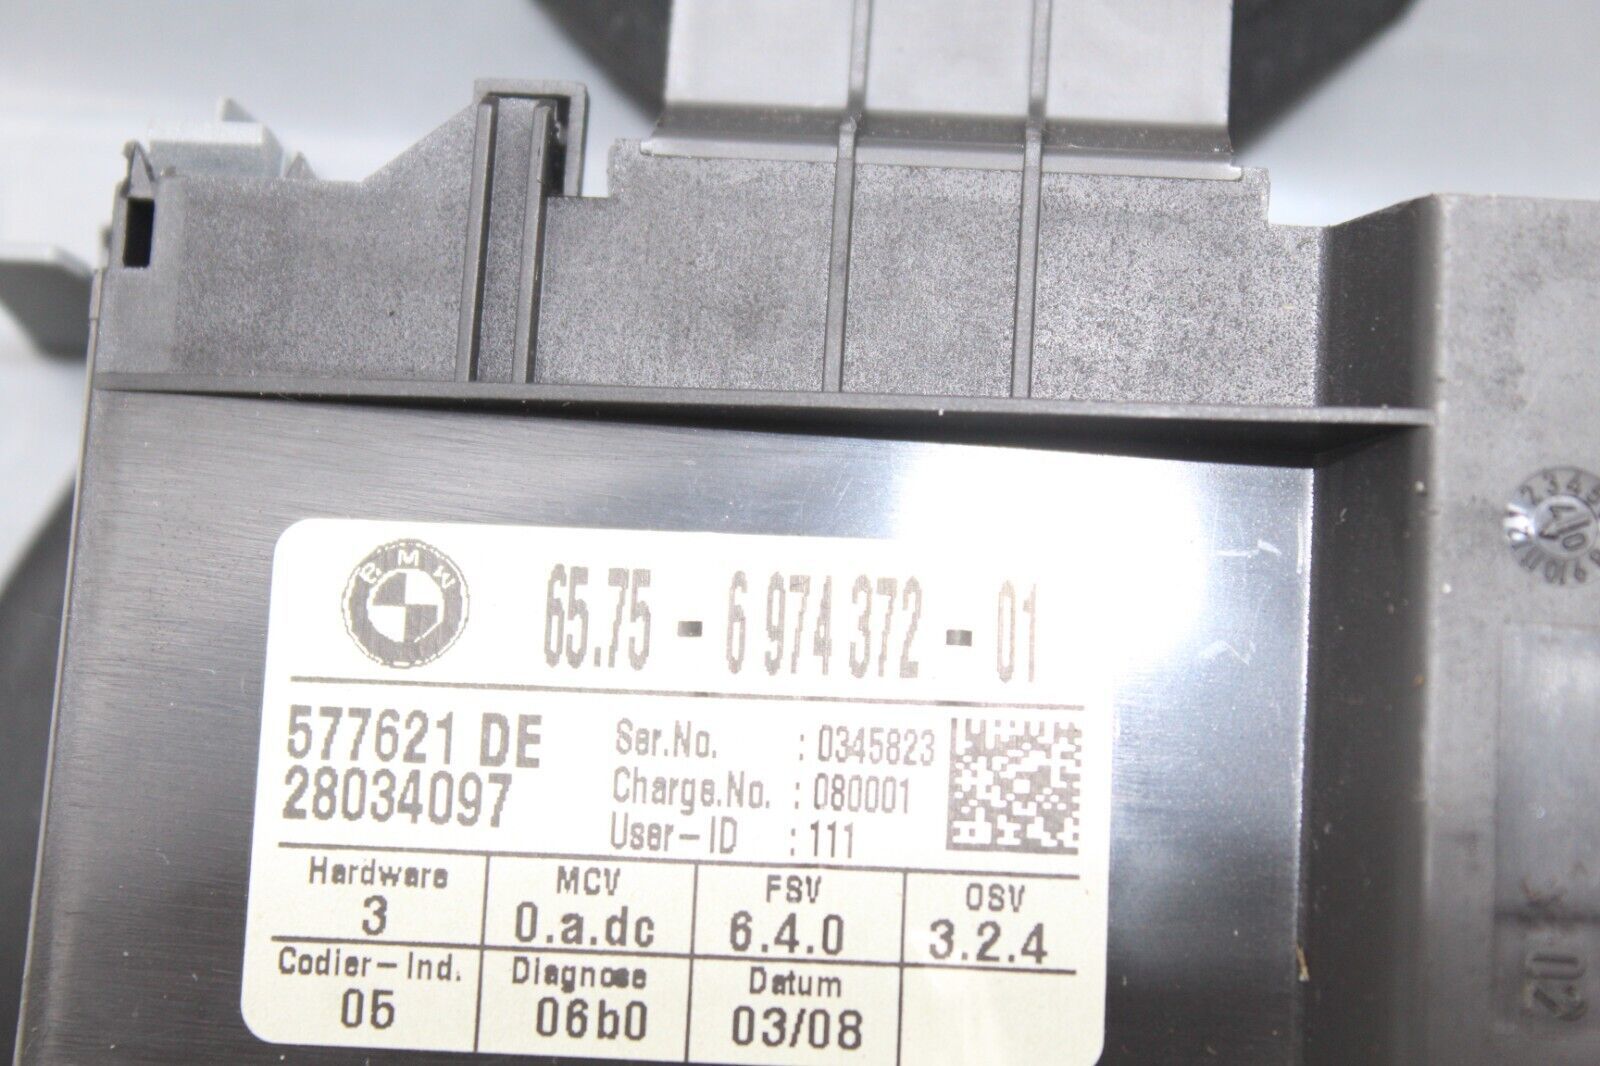 BMW
65.75 - 6 974 372 - 01
577621 DE
28034097
Ser.No. : 0345823
Charge.No. : 080001
User-ID : 111
Hardware MCV FSV OSV
3 0.a.dc 6.4.0 3.2.4
Codier-Ind. Diagnose Datum
05 06b0 03/08